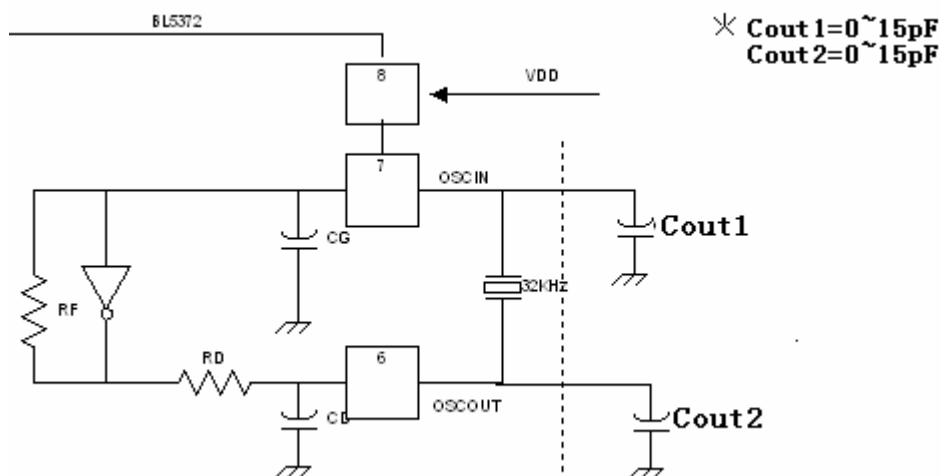 BL5372
※ Cout1=0~15pF
Cout2=0~15pF
8
VDD
7
OSCIN
Cout1
CG
32KHz
RF
RD
6
OSCOUT
CD
Cout2